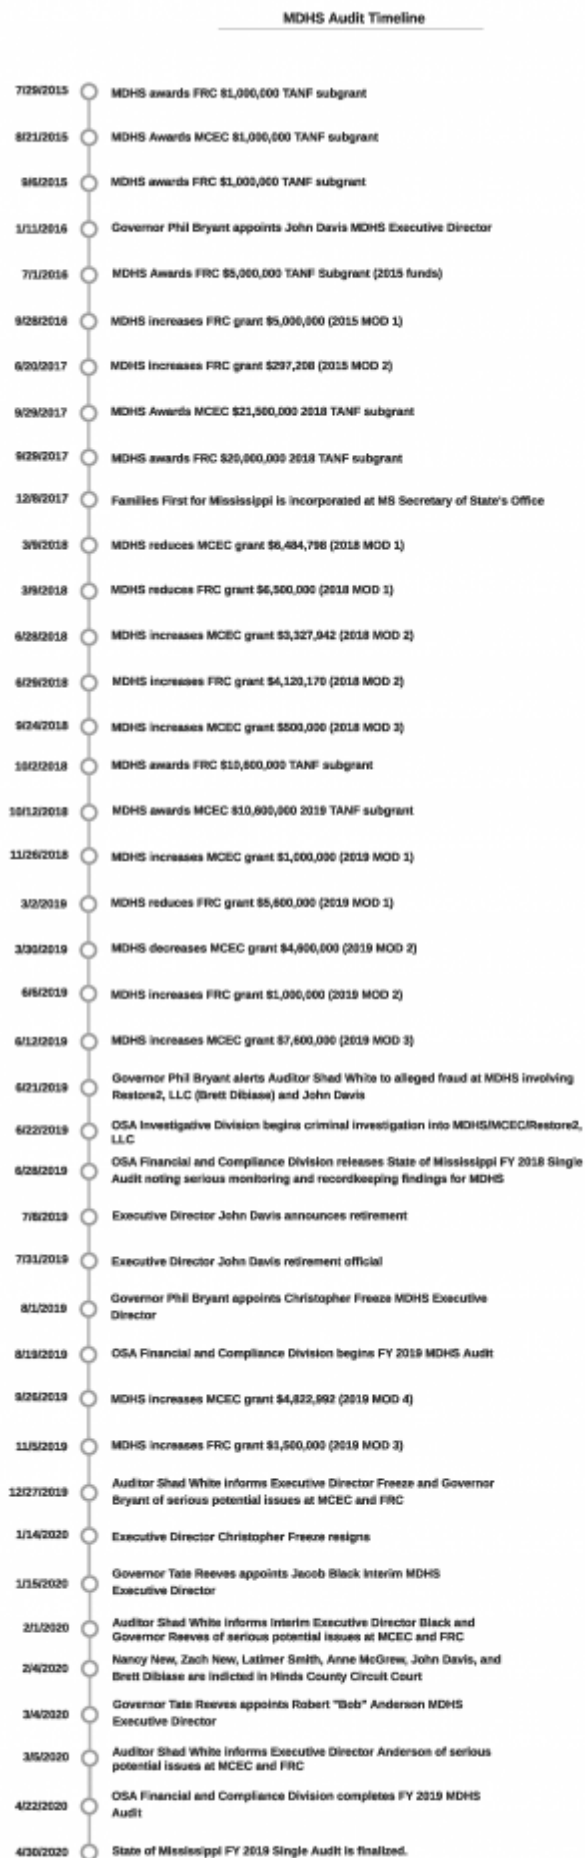 MDHS Audit Timeline
7/29/2015 MDHS awards FRC $1,000,000 TANF subgrant
8/21/2015 MDHS Awards MCEC $1,000,000 TANF subgrant
9/6/2015 MDHS awards FRC $1,000,000 TANF subgrant
1/11/2016 Governor Phil Bryant appoints John Davis MDHS Executive Director
7/1/2016 MDHS Awards FRC $5,000,000 TANF Subgrant (2015 funds)
9/28/2016 MDHS increases FRC grant $5,000,000 (2015 MOD 1)
6/20/2017 MDHS increases FRC grant $297,208 (2015 MOD 2)
9/29/2017 MDHS Awards MCEC $21,500,000 2018 TANF subgrant
9/29/2017 MDHS awards FRC $20,000,000 2018 TANF subgrant
12/8/2017 Families First for Mississippi is incorporated at MS Secretary of State's Office
3/9/2018 MDHS reduces MCEC grant $6,484,798 (2018 MOD 1)
3/9/2018 MDHS reduces FRC grant $6,500,000 (2018 MOD 1)
6/28/2018 MDHS increases MCEC grant $3,327,942 (2018 MOD 2)
6/29/2018 MDHS increases FRC grant $4,120,170 (2018 MOD 2)
9/24/2018 MDHS increases MCEC grant $500,000 (2018 MOD 3)
10/2/2018 MDHS awards FRC $10,600,000 TANF subgrant
10/12/2018 MDHS awards MCEC $10,600,000 2019 TANF subgrant
11/26/2018 MDHS increases MCEC grant $1,000,000 (2019 MOD 1)
3/2/2019 MDHS reduces FRC grant $5,600,000 (2019 MOD 1)
3/30/2019 MDHS decreases MCEC grant $4,600,000 (2019 MOD 2)
6/6/2019 MDHS increases FRC grant $1,000,000 (2019 MOD 2)
6/12/2019 MDHS increases MCEC grant $7,600,000 (2019 MOD 3)
6/21/2019 Governor Phil Bryant alerts Auditor Shad White to alleged fraud at MDHS involving
Restore2, LLC (Brett Dibiase) and John Davis
6/22/2019 OSA Investigative Division begins criminal investigation into MDHS/MCEC/Restore2,
LLC
6/28/2019 OSA Financial and Compliance Division releases State of Mississippi FY 2018 Single
Audit noting serious monitoring and recordkeeping findings for MDHS
7/8/2019 Executive Director John Davis announces retirement
7/31/2019 Executive Director John Davis retirement official
8/1/2019 Governor Phil Bryant appoints Christopher Freeze MDHS Executive
Director
8/19/2019 OSA Financial and Compliance Division begins FY 2019 MDHS Audit
9/26/2019 MDHS increases MCEC grant $4,822,992 (2019 MOD 4)
11/5/2019 MDHS increases FRC grant $1,500,000 (2019 MOD 3)
12/27/2019 Auditor Shad White informs Executive Director Freeze and Governor
Bryant of serious potential issues at MCEC and FRC
1/14/2020 Executive Director Christopher Freeze resigns
1/15/2020 Governor Tate Reeves appoints Jacob Black Interim MDHS
Executive Director
2/1/2020 Auditor Shad White informs Interim Executive Director Black and
Governor Reeves of serious potential issues at MCEC and FRC
2/4/2020 Nancy New, Zach New, Latimer Smith, Anne McGrew, John Davis, and
Brett Dibiase are indicted in Hinds County Circuit Court
3/4/2020 Governor Tate Reeves appoints Robert "Bob" Anderson MDHS
Executive Director
3/5/2020 Auditor Shad White informs Executive Director Anderson of serious
potential issues at MCEC and FRC
4/22/2020 OSA Financial and Compliance Division completes FY 2019 MDHS
Audit
4/30/2020 State of Mississippi FY 2019 Single Audit is finalized.